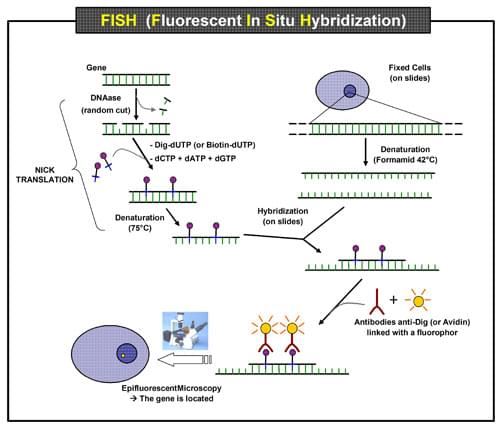 FISH (Fluorescent In Situ Hybridization)
Gene
DNAase
(random cut)
- Dig-dUTP (or Biotin-dUTP)
- dCTP + dATP + dGTP
NICK
TRANSLATION
Denaturation
(75°C)
Fixed Cells
(on slides)
Denaturation
(Formamid 42°C)
Hybridization
(on slides)
+
Antibodies anti-Dig (or Avidin)
linked with a fluorophor
EpifluorescentMicroscopy
→ The gene is located